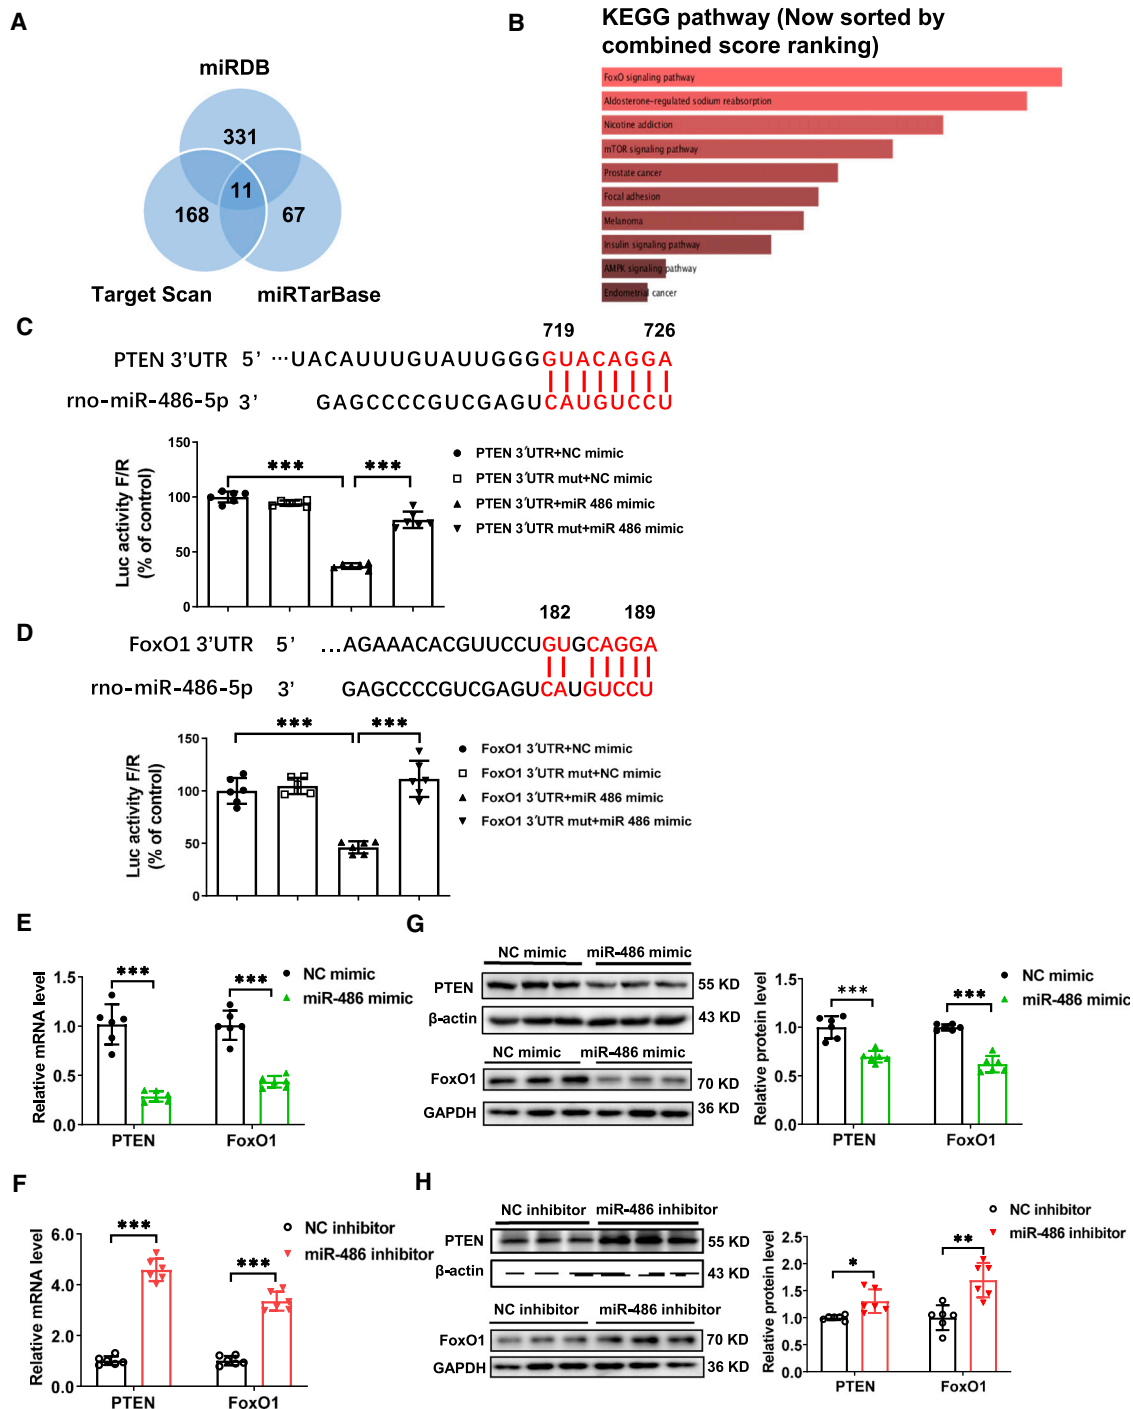 A
miRDB
331
11
168
67
Target Scan
miRTarBase
B
KEGG pathway (Now sorted by
combined score ranking)
FoxO signaling pathway
Aldosterone-regulated sodium reabsorption
Nicotine addiction
mTOR signaling pathway
Prostate cancer
Focal adhesion
Melanoma
Insulin signaling pathway
AMPK signaling pathway
Endometrial cancer
C
719 726
PTEN 3'UTR 5' ···UACAUUUGUAUUGGGGUACAGGA
rno-miR-486-5p 3' GAGCCCCGUCGAGUCAUGUCCU
Luc activity F/R
(% of control)
150
100
50
0
*** ***
PTEN 3'UTR+NC mimic
PTEN 3'UTR mut+NC mimic
PTEN 3'UTR+miR 486 mimic
PTEN 3'UTR mut+miR 486 mimic
D
182 189
FoxO1 3'UTR 5' ...AGAAACACGUUCCUGUGCAGGA
rno-miR-486-5p 3' GAGCCCCGUCGAGUCAUGUCCU
Luc activity F/R
(% of control)
150
100
50
0
*** ***
FoxO1 3'UTR+NC mimic
FoxO1 3'UTR mut+NC mimic
FoxO1 3'UTR+miR 486 mimic
FoxO1 3'UTR mut+miR 486 mimic
E
Relative mRNA level
1.5
1.0
0.5
0.0
*** ***
NC mimic
miR-486 mimic
PTEN FoxO1
G
NC mimic miR-486 mimic
PTEN 55 KD
β-actin 43 KD
NC mimic miR-486 mimic
FoxO1 70 KD
GAPDH 36 KD
Relative protein level
1.5
1.0
0.5
0.0
*** ***
NC mimic
miR-486 mimic
PTEN FoxO1
F
Relative mRNA level
6.0
4.0
2.0
0.0
*** ***
NC inhibitor
miR-486 inhibitor
PTEN FoxO1
H
NC inhibitor miR-486 inhibitor
PTEN 55 KD
β-actin 43 KD
NC inhibitor miR-486 inhibitor
FoxO1 70 KD
GAPDH 36 KD
Relative protein level
2.5
2.0
1.5
1.0
0.5
0.0
* **
NC inhibitor
miR-486 inhibitor
PTEN FoxO1